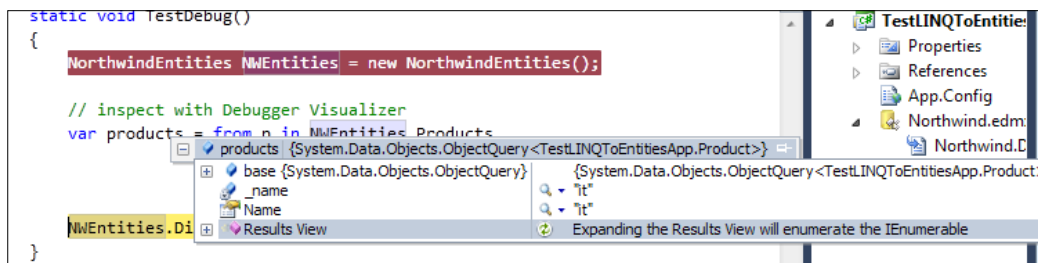 static void TestDebug()
{
NorthwindEntities NWEntities = new NorthwindEntities();
// inspect with Debugger Visualizer
var products = from p in NWEntities.Products
products {System.Data.Objects.ObjectQuery<TestLINQToEntitiesApp.Product>}
base {System.Data.Objects.ObjectQuery} {System.Data.Objects.ObjectQuery<TestLINQToEntitiesApp.Product
_name "it"
Name "it"
NWEntities.Di Results View Expanding the Results View will enumerate the IEnumerable
}
TestLINQToEntities
Properties
References
App.Config
Northwind.edm
Northwind.D